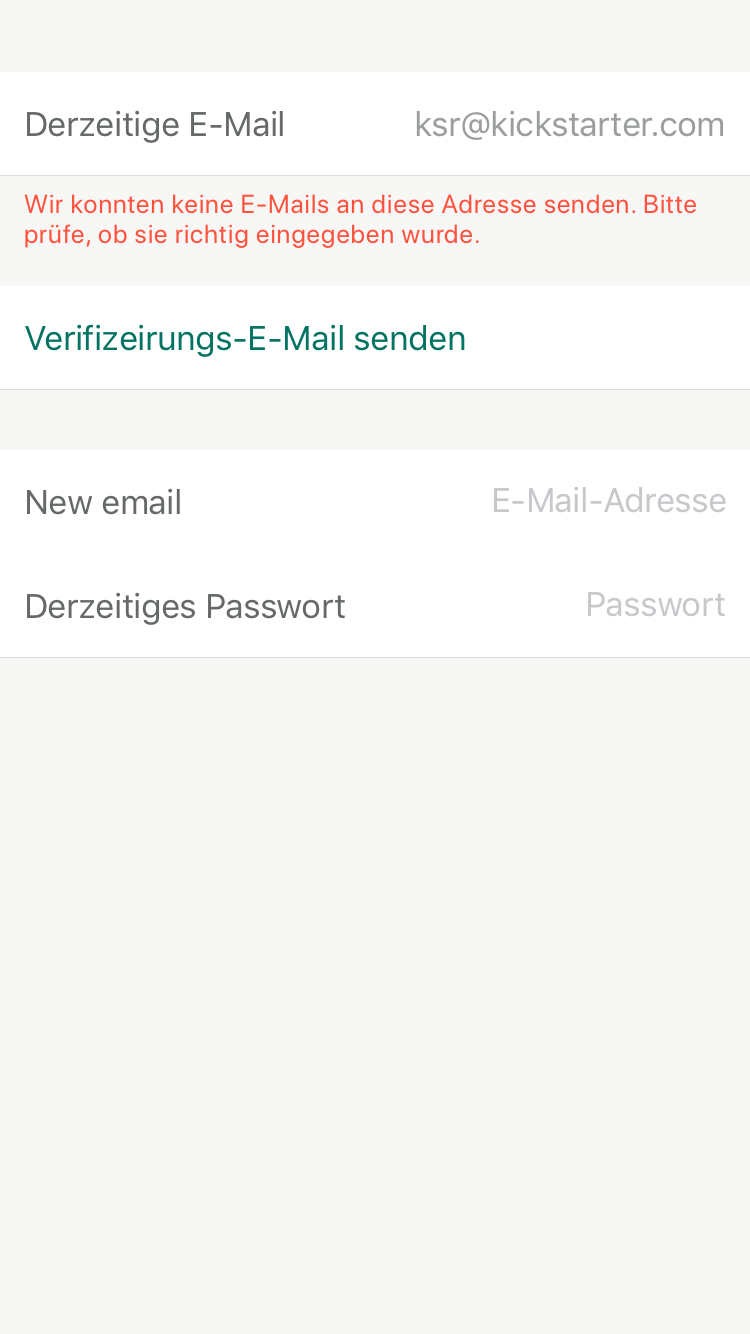 Derzeitige E-Mail ksr@kickstarter.com
Wir konnten keine E-Mails an diese Adresse senden. Bitte
prüfe, ob sie richtig eingegeben wurde.
Verifizeirungs-E-Mail senden
New email E-Mail-Adresse
Derzeitiges Passwort Passwort